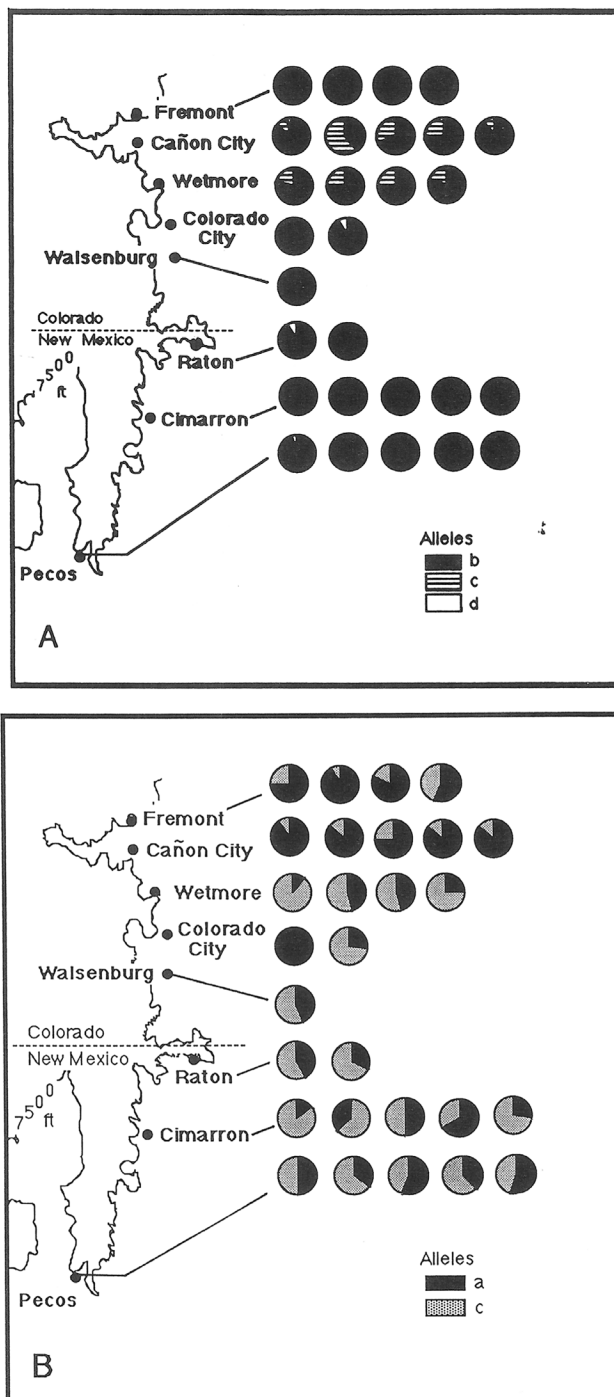 Fremont
Cañon City
Wetmore
Colorado
City
Walsenburg
Colorado
New Mexico
7500
ft
Raton
Cimarron
Pecos
Alleles
b
c
d
A
Fremont
Cañon City
Wetmore
Colorado
City
Walsenburg
Colorado
New Mexico
7500
ft
Raton
Cimarron
Pecos
Alleles
a
c
B